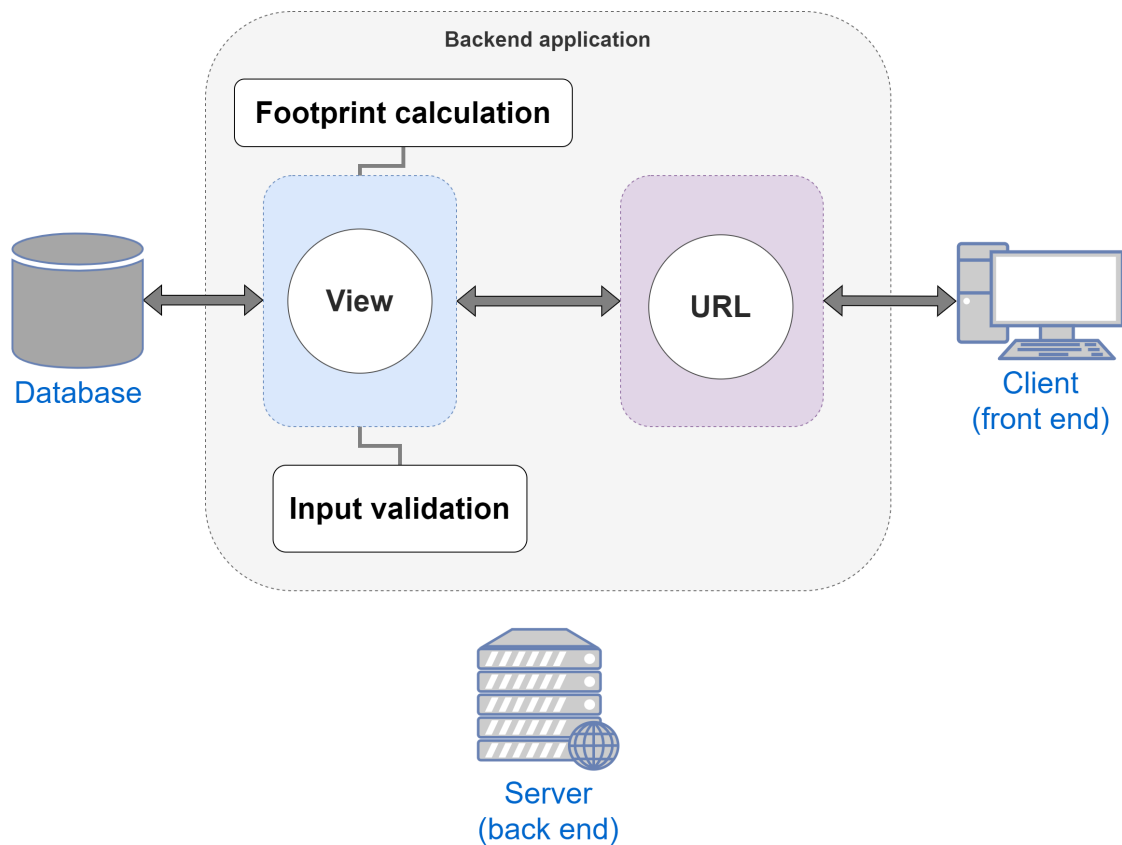 Backend application
Footprint calculation
View
URL
Database
Client
(front end)
Input validation
Server
(back end)